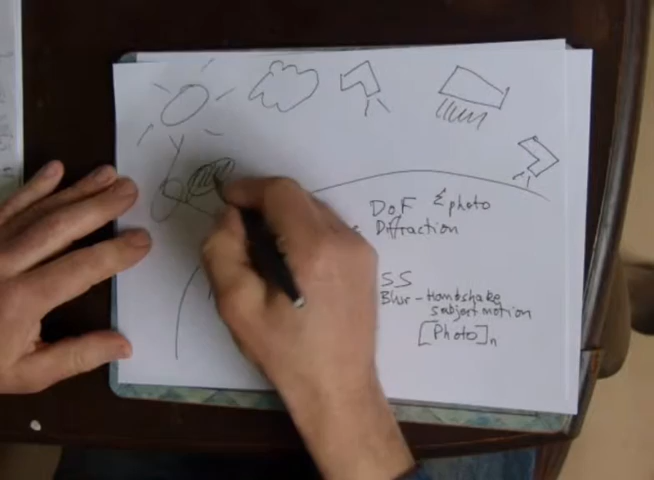 DoF & photo
Diffraction
SS
Blur - Handshake
subject motion
[Photo]n